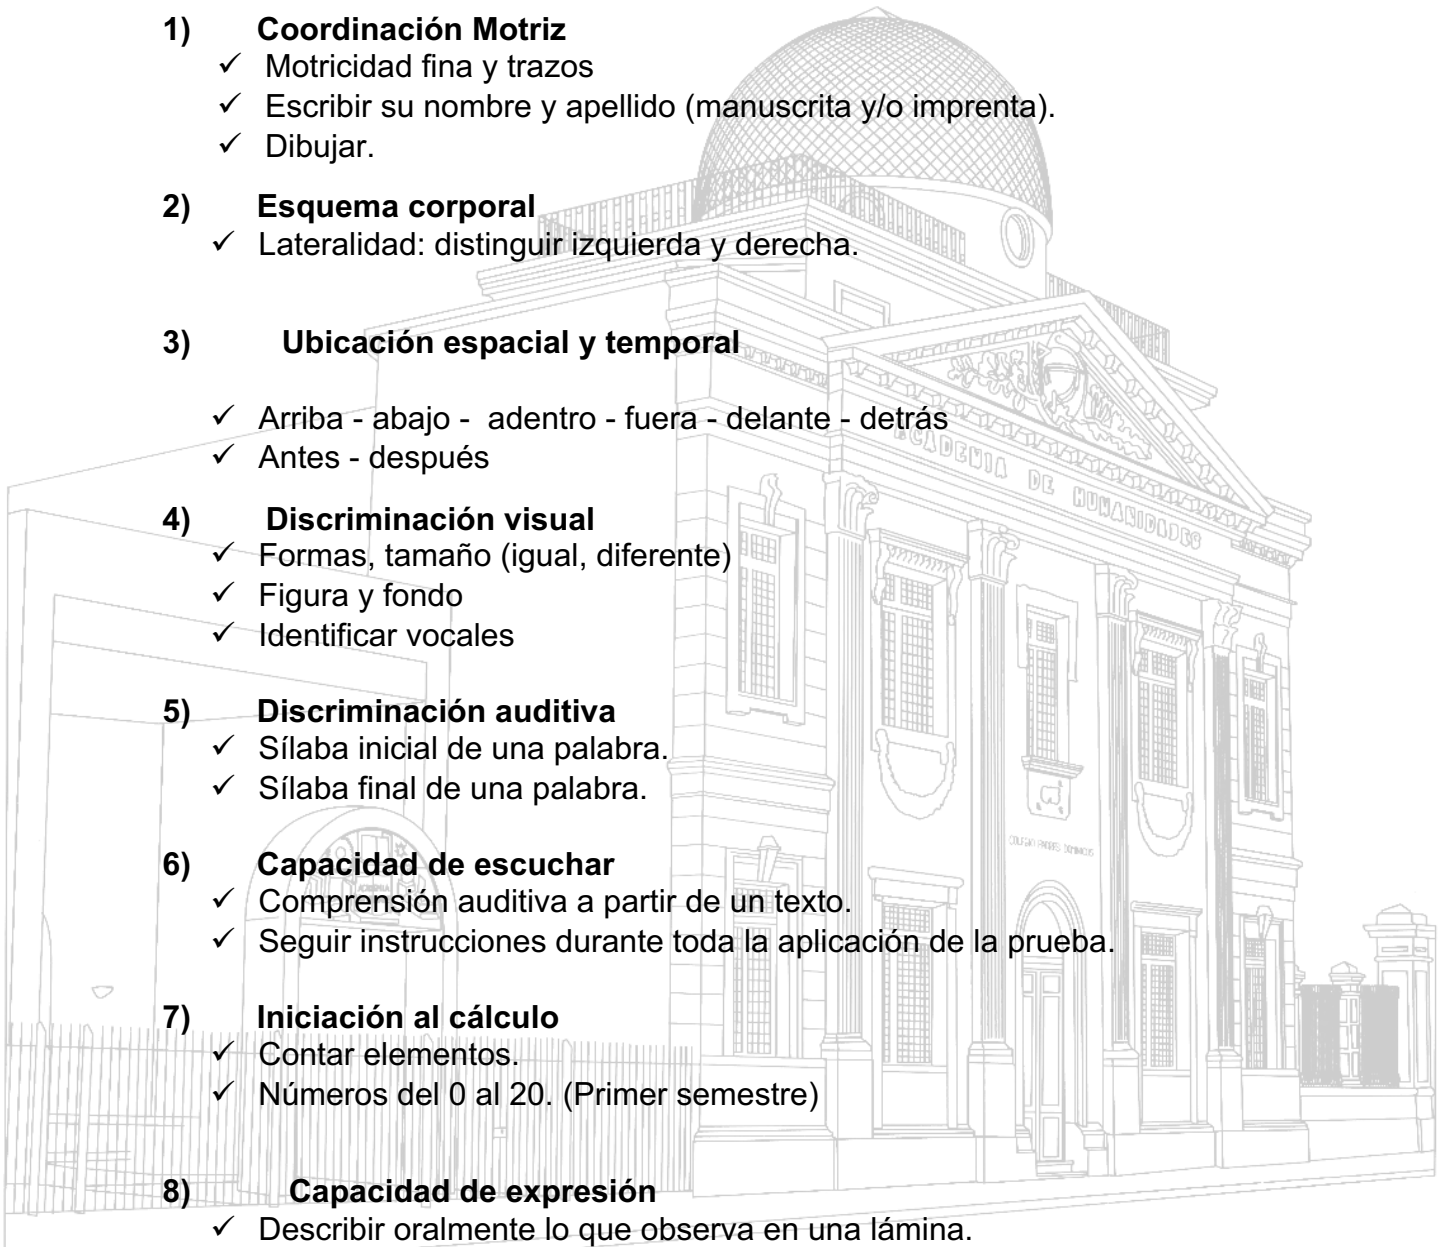 1) Coordinación Motriz
✓ Motricidad fina y trazos
✓ Escribir su nombre y apellido (manuscrita y/o imprenta).
✓ Dibujar.
2) Esquema corporal
✓ Lateralidad: distinguir izquierda y derecha.
3) Ubicación espacial y temporal
✓ Arriba - abajo - adentro - fuera - delante - detrás
✓ Antes - después
ACADEMIA DE HUMANIDADES
4) Discriminación visual
✓ Formas, tamaño (igual, diferente)
✓ Figura y fondo
✓ Identificar vocales
5) Discriminación auditiva
✓ Sílaba inicial de una palabra.
✓ Sílaba final de una palabra.
COLEGIO PADRES DOMINICOS
6) Capacidad de escuchar
ACADEMIA
✓ Comprensión auditiva a partir de un texto.
✓ Seguir instrucciones durante toda la aplicación de la prueba.
7) Iniciación al cálculo
✓ Contar elementos.
✓ Números del 0 al 20. (Primer semestre)
8) Capacidad de expresión
✓ Describir oralmente lo que observa en una lámina.